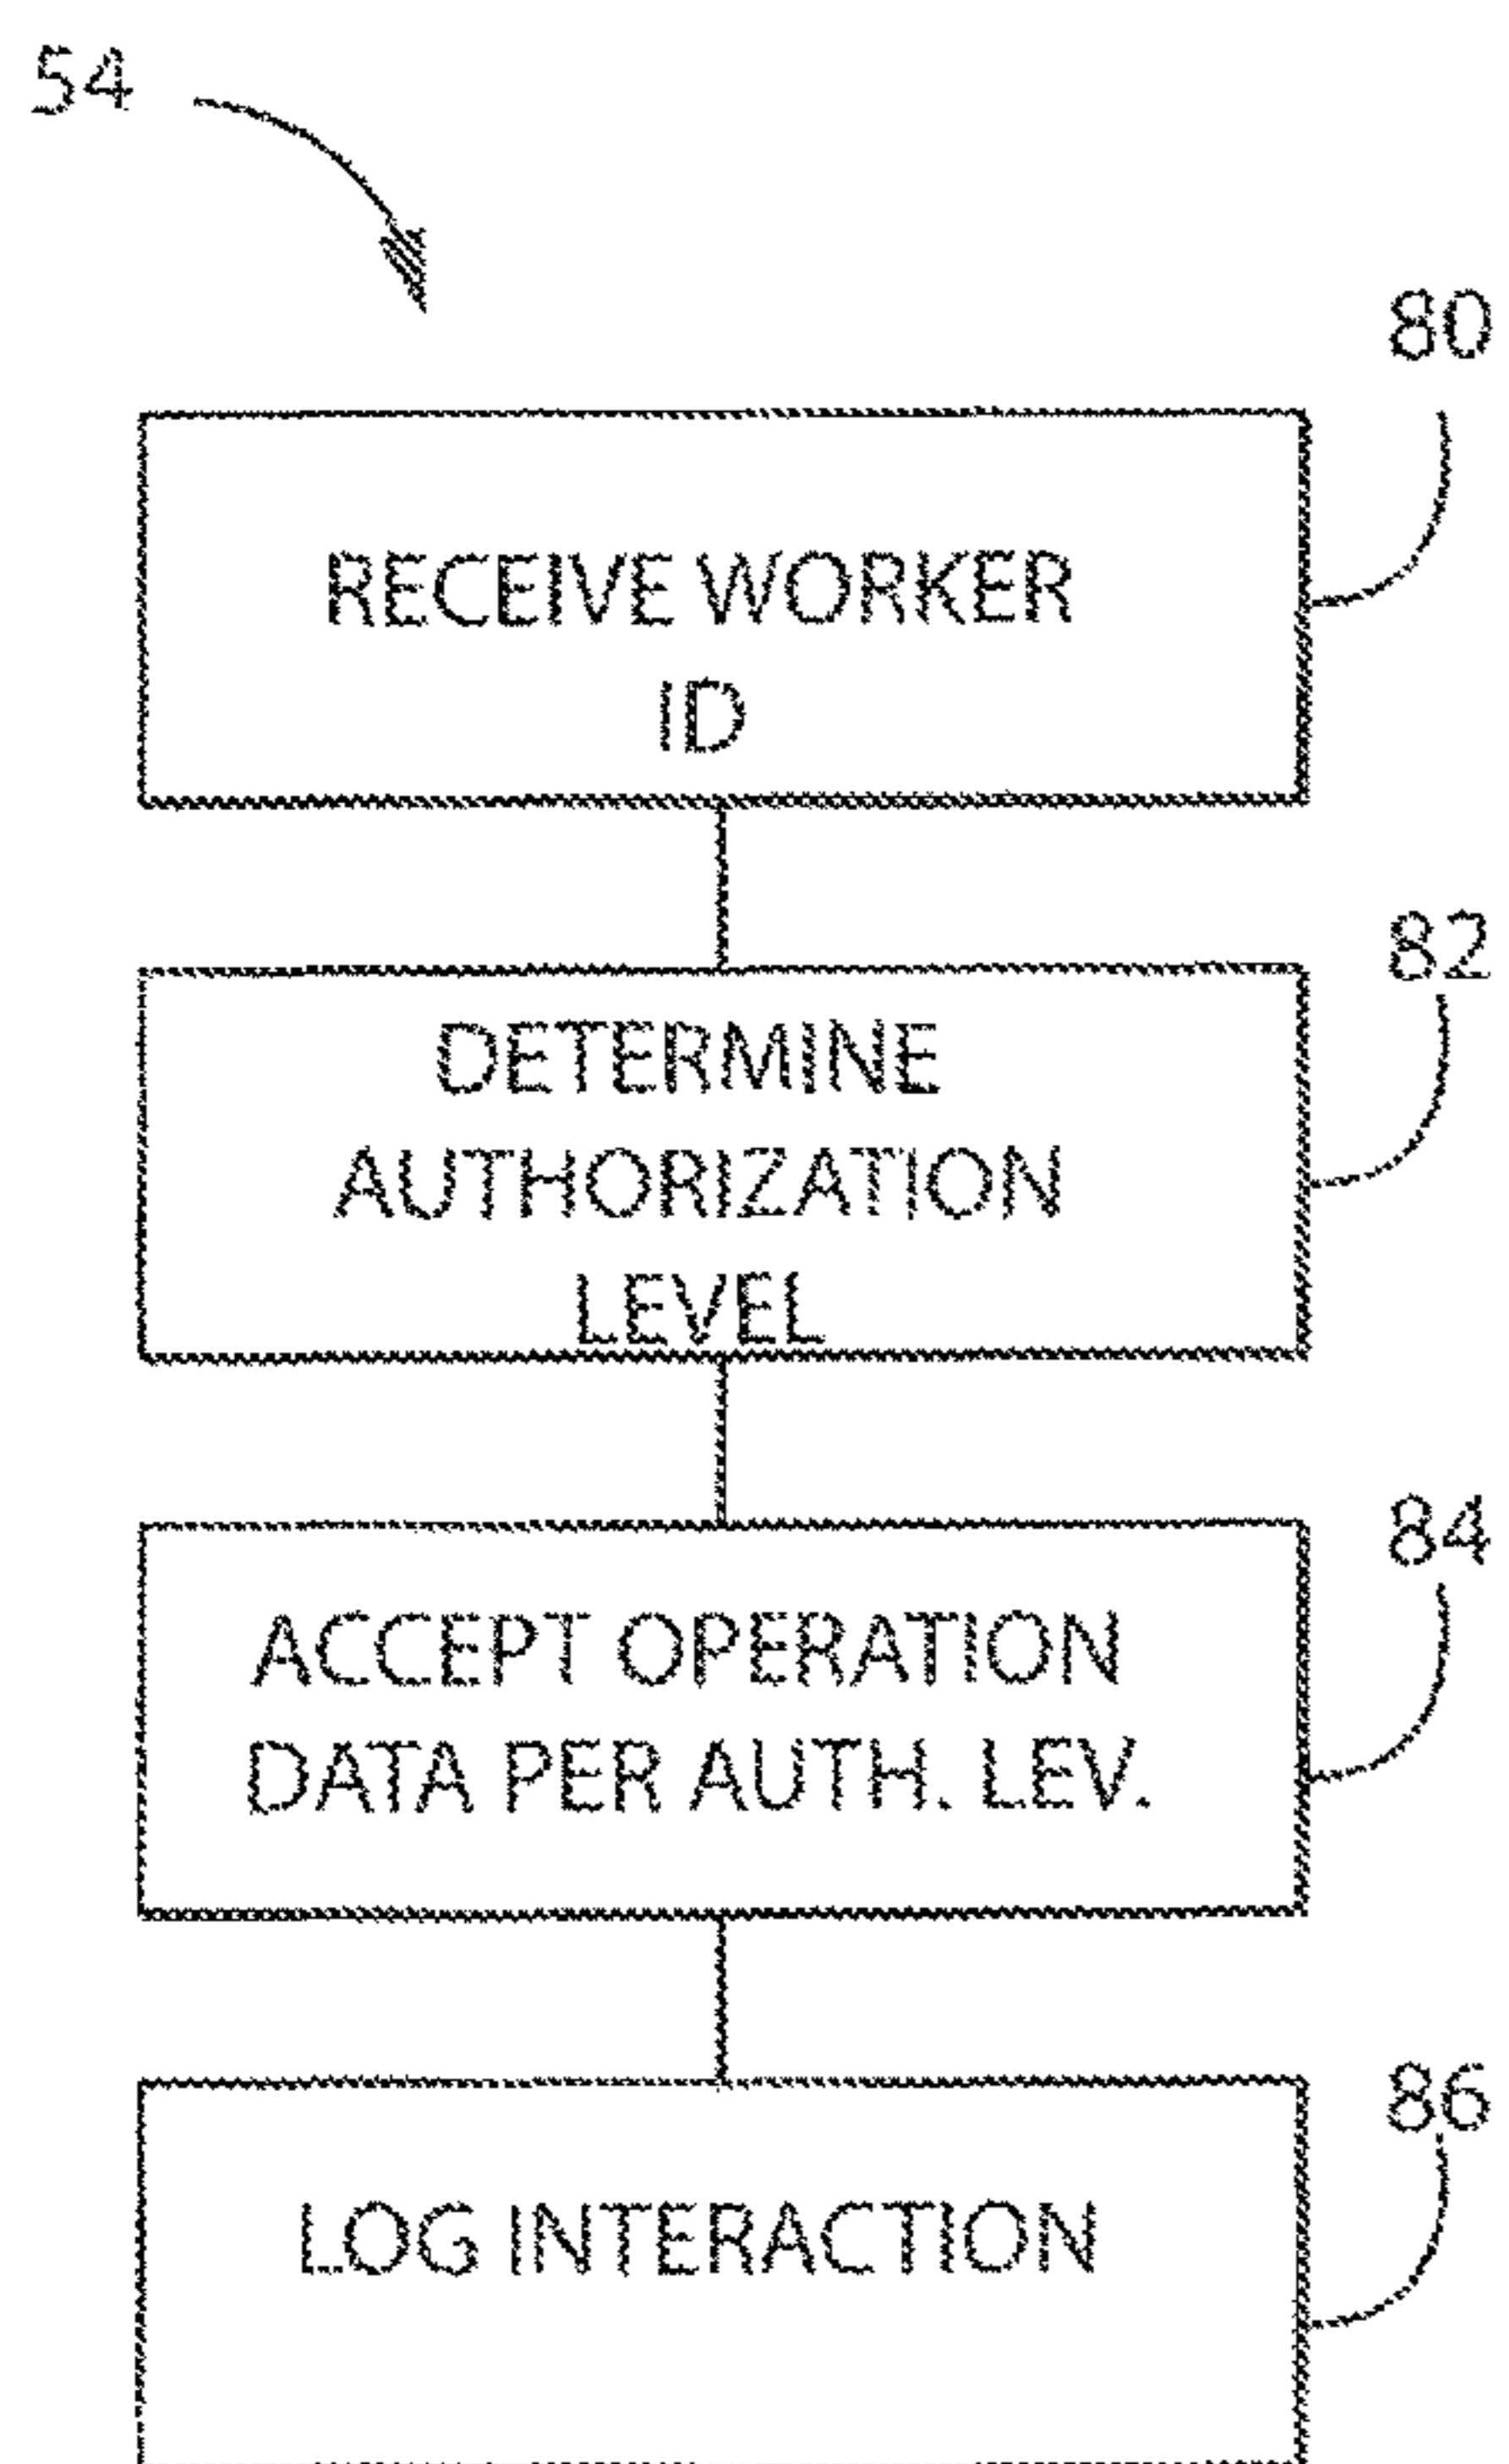 54
80
RECEIVE WORKER
ID
82
DETERMINE
AUTHORIZATION
LEVEL
84
ACCEPT OPERATION
DATA PER AUTH. LEV.
86
LOG INTERACTION